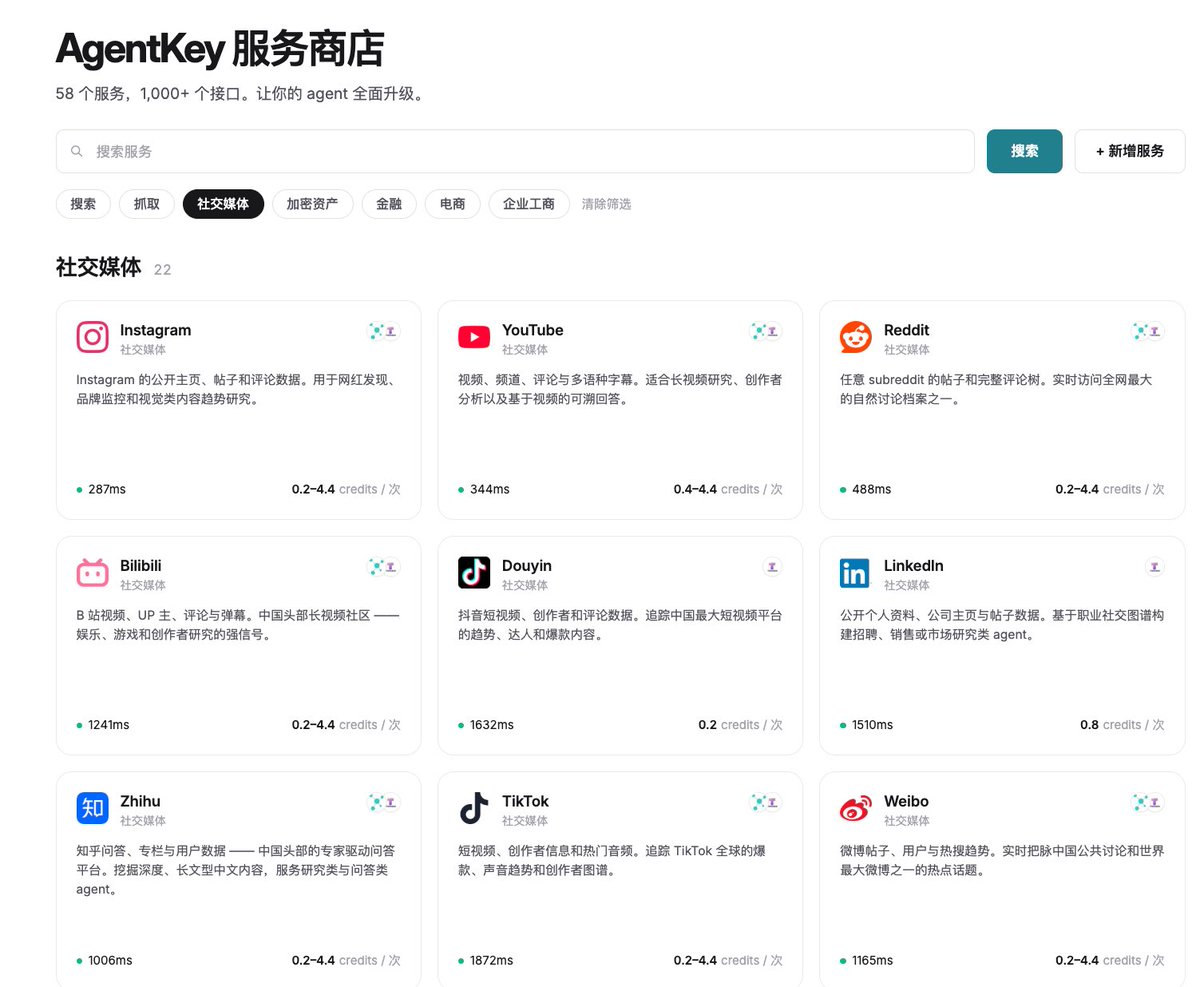 AgentKey 服务商店
58 个服务，1,000+ 个接口。让你的 agent 全面升级。
搜索服务
搜索
+ 新增服务
搜索 抓取 社交媒体 加密资产 金融 电商 企业工商 清除筛选
社交媒体 22
Instagram
社交媒体
Instagram 的公开主页、帖子和评论数据。用于网红发现、
品牌监控和视觉类内容趋势研究。
287ms
0.2–4.4 credits / 次
YouTube
社交媒体
视频、频道、评论与多语种字幕。适合长视频研究、创作者
分析以及基于视频的可溯回答。
344ms
0.4–4.4 credits / 次
Reddit
社交媒体
任意 subreddit 的帖子和完整评论树。实时访问全网最大
的自然讨论档案之一。
488ms
0.2–4.4 credits / 次
Bilibili
社交媒体
B 站视频、UP 主、评论与弹幕。中国头部长视频社区 ——
娱乐、游戏和创作者研究的强信号。
1241ms
0.2–4.4 credits / 次
Douyin
社交媒体
抖音短视频、创作者和评论数据。追踪中国最大短视频平台
的趋势、达人和爆款内容。
1632ms
0.2 credits / 次
in
LinkedIn
社交媒体
公开个人资料、公司主页与帖子数据。基于职业社交图谱构
建招聘、销售或市场研究类 agent。
1510ms
0.8 credits / 次
知
Zhihu
社交媒体
知乎问答、专栏与用户数据 —— 中国头部的专家驱动问答
平台。挖掘深度、长文型中文内容，服务研究类与问答类
agent。
1006ms
0.2–4.4 credits / 次
TikTok
社交媒体
短视频、创作者信息和热门音频。追踪 TikTok 全球的爆
款、声音趋势和创作者图谱。
1872ms
0.2–4.4 credits / 次
Weibo
社交媒体
微博帖子、用户与热搜趋势。实时把脉中国公共讨论和世界
最大微博之一的热点话题。
1165ms
0.2–4.4 credits / 次